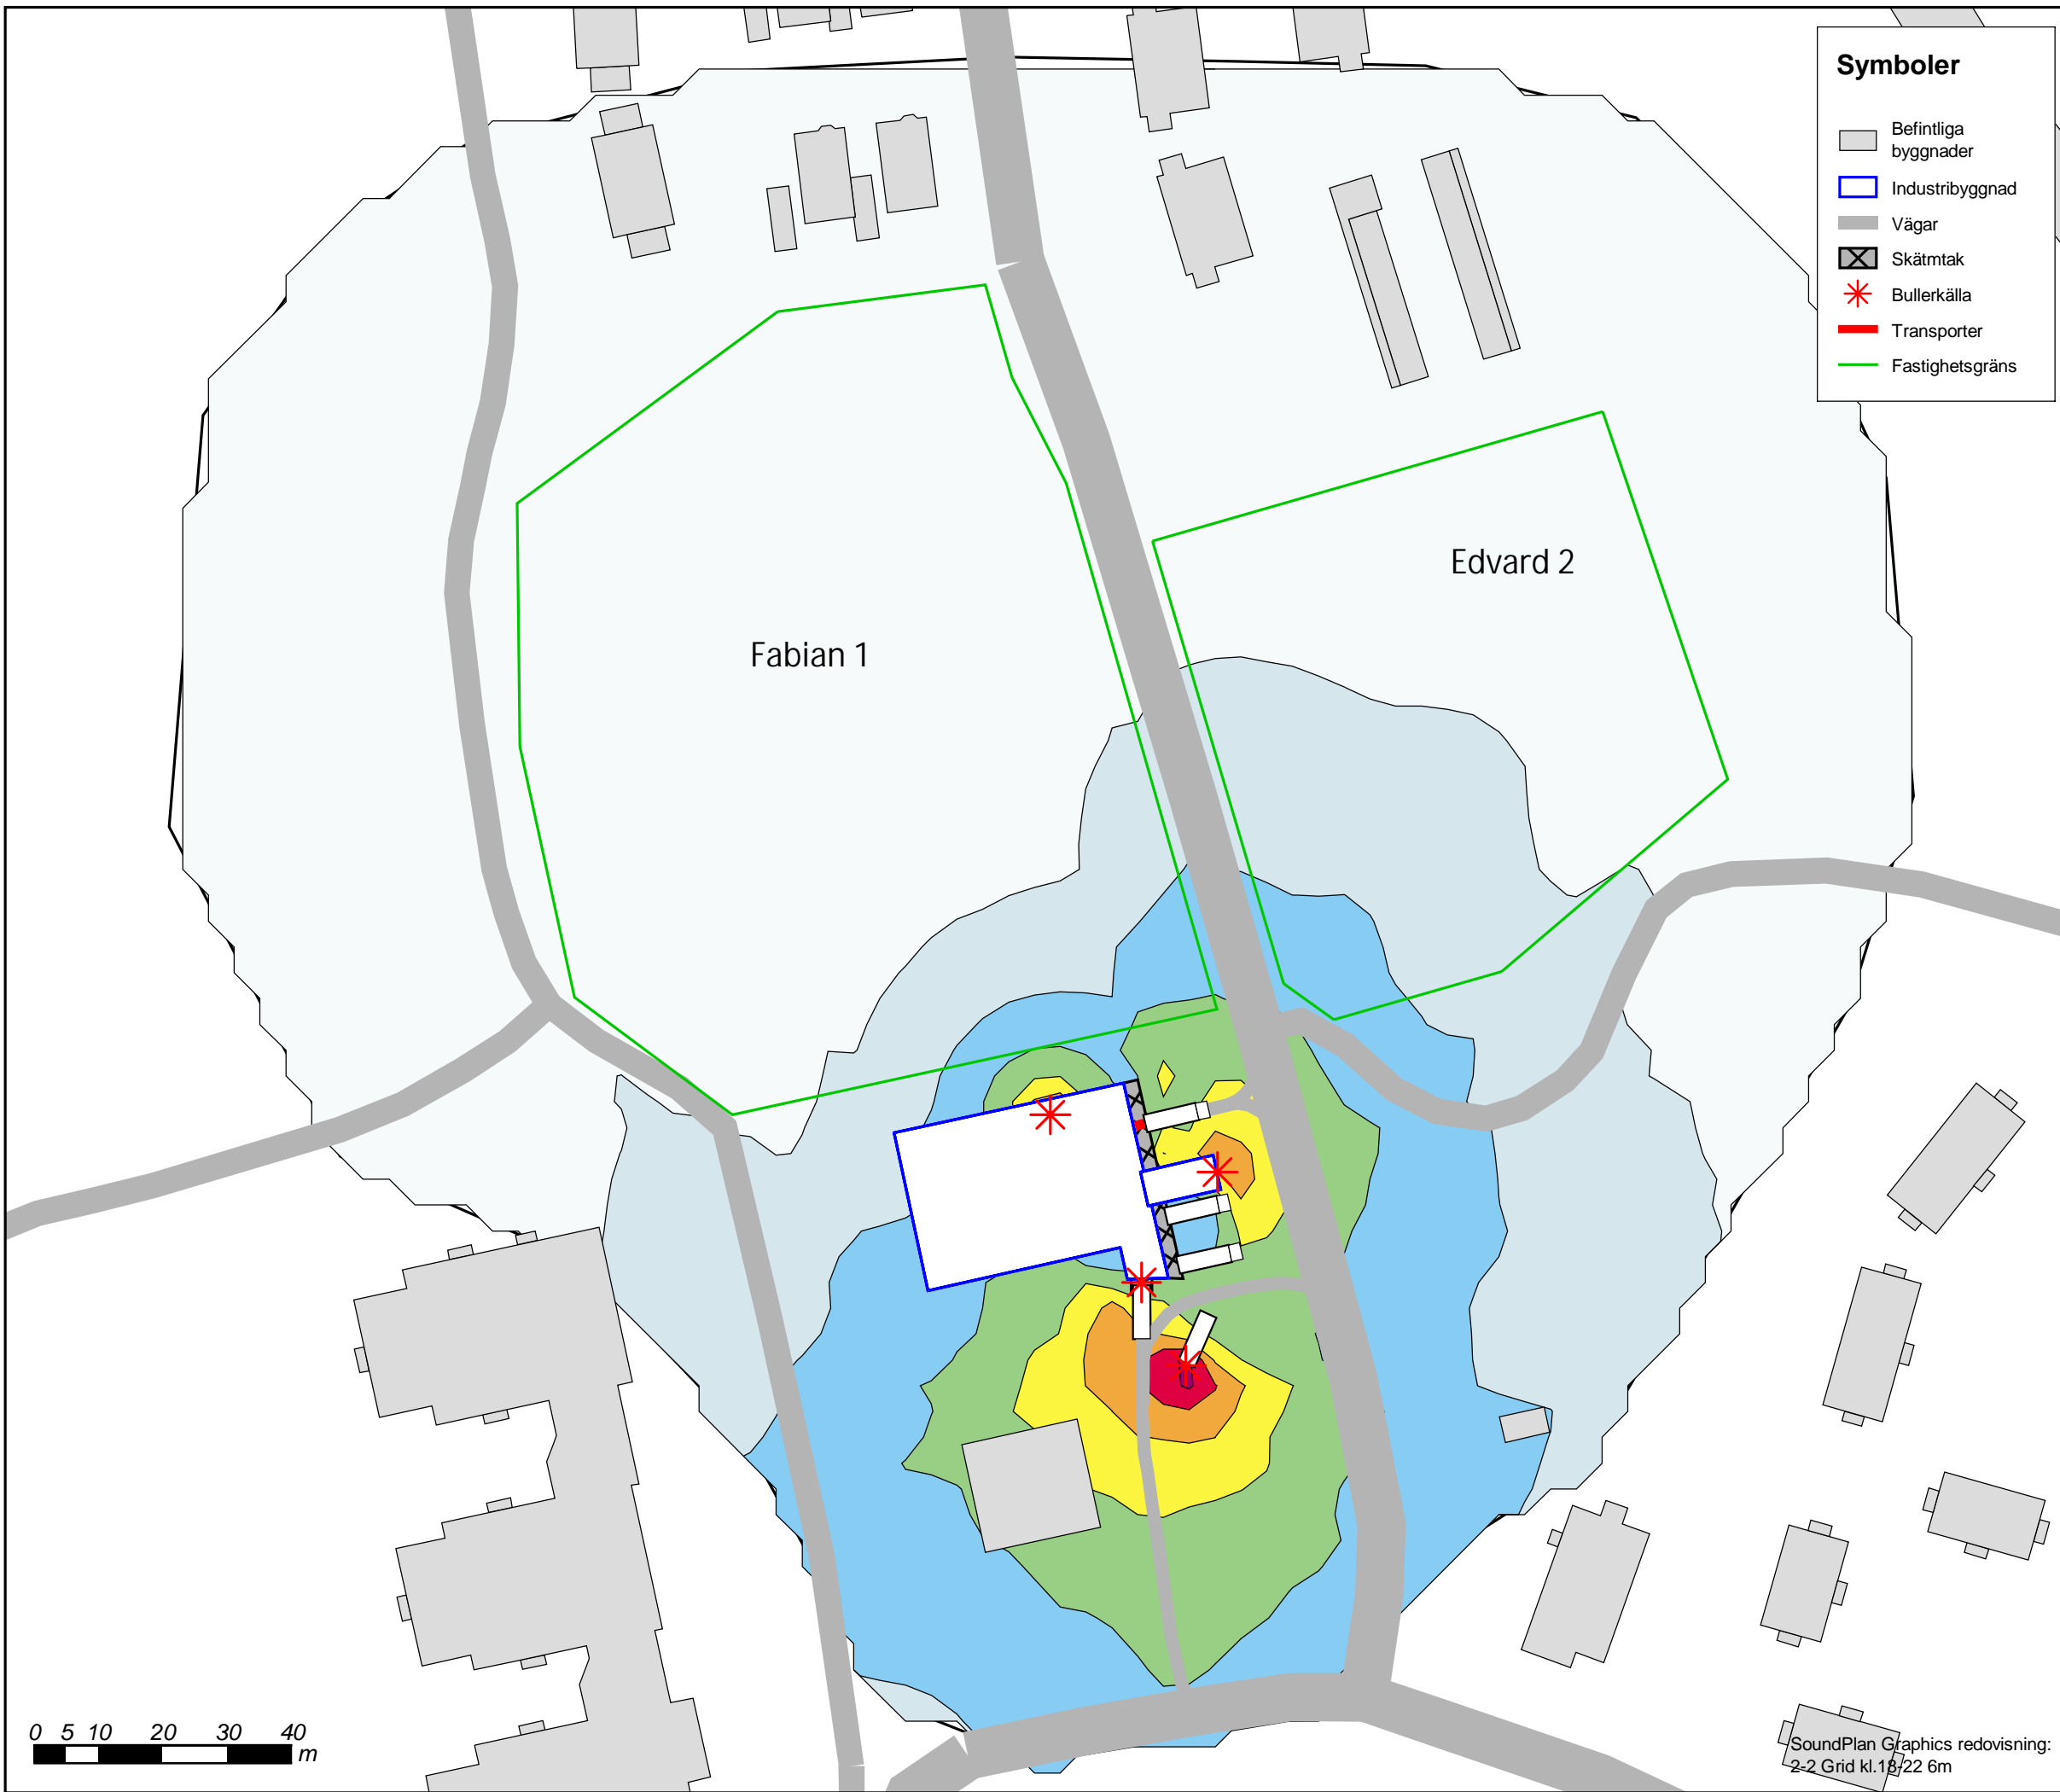 Symboler
Befintliga
byggnader
Industribyggnad
Vägar
Skätmtak
Bullerkälla
Transporter
Fastighetsgräns
Edvard 2
Fabian 1
0 5 10 20 30 40
m
SoundPlan Graphics redovisning:
2-2 Grid kl.18-22 6m